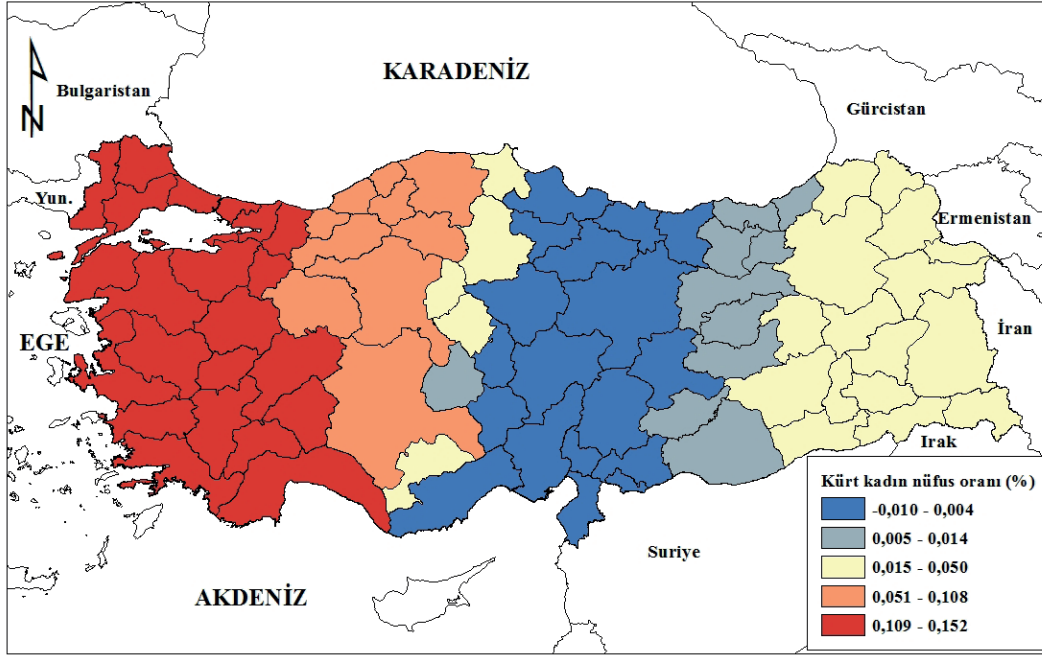 KARADENİZ
Bulgaristan
Gürcistan
N
Yun.
Ermenistan
EGE
İran
Irak
Suriye
AKDENİZ
Kürt kadın nüfus oranı (%)
-0,010 - 0,004
0,005 - 0,014
0,015 - 0,050
0,051 - 0,108
0,109 - 0,152